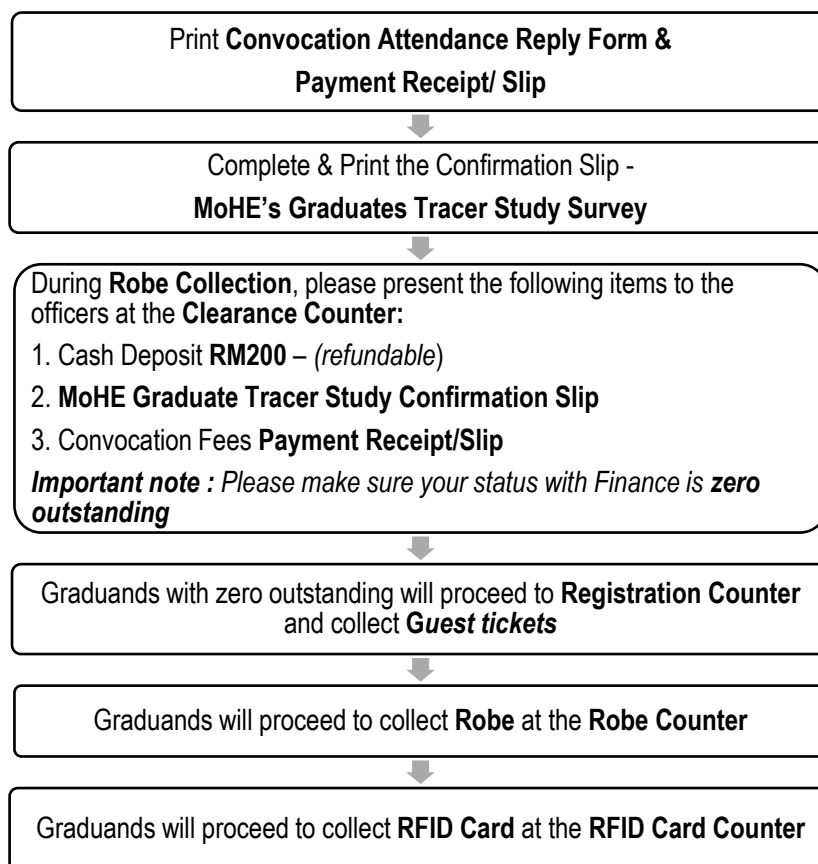 Print Convocation Attendance Reply Form &
Payment Receipt/ Slip
Complete & Print the Confirmation Slip -
MoHE's Graduates Tracer Study Survey
During Robe Collection, please present the following items to the
officers at the Clearance Counter:
1. Cash Deposit RM200 – (refundable)
2. MoHE Graduate Tracer Study Confirmation Slip
3. Convocation Fees Payment Receipt/Slip
Important note : Please make sure your status with Finance is zero
outstanding
Graduands with zero outstanding will proceed to Registration Counter
and collect Guest tickets
Graduands will proceed to collect Robe at the Robe Counter
Graduands will proceed to collect RFID Card at the RFID Card Counter